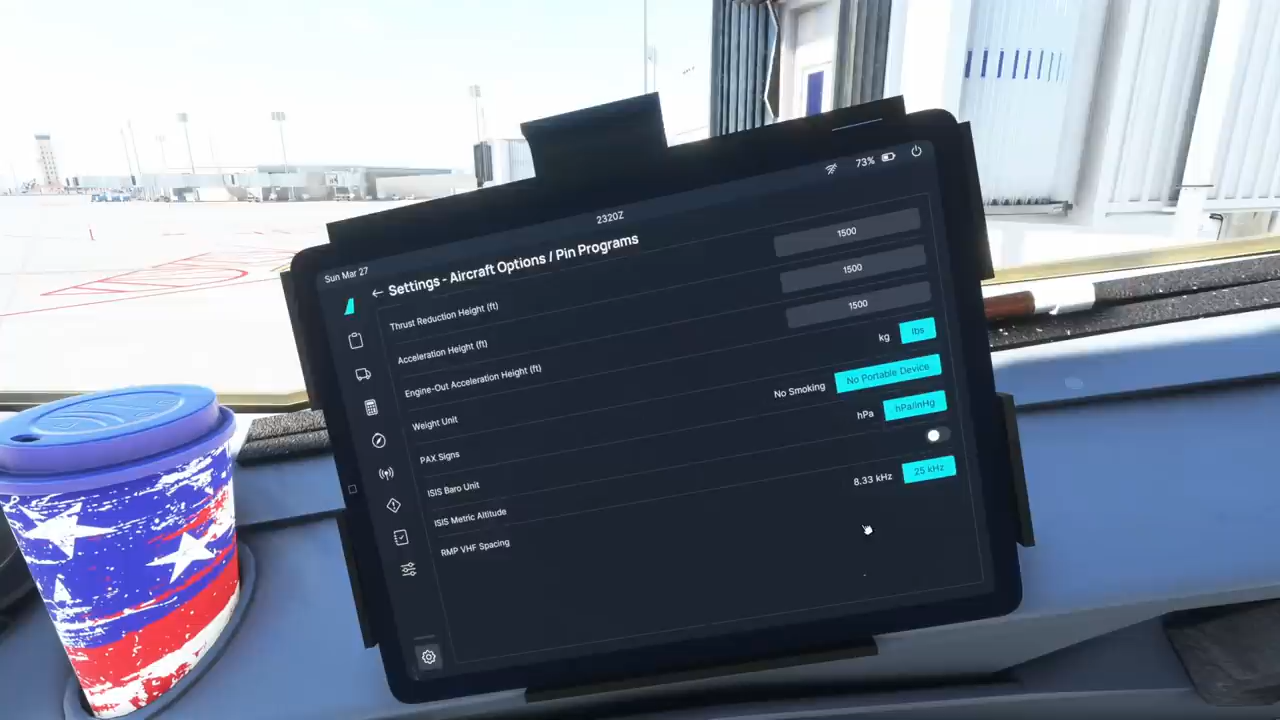 Sun Mar 27
2320Z
73%
Settings - Aircraft Options / Pin Programs
Thrust Reduction Height (ft) 1500
Acceleration Height (ft) 1500
Engine-Out Acceleration Height (ft) 1500
Weight Unit kg lbs
PAX Signs No Smoking No Portable Device
ISIS Baro Unit hPa hPa/inHg
ISIS Metric Altitude
RMP VHF Spacing 8.33 kHz 25 kHz